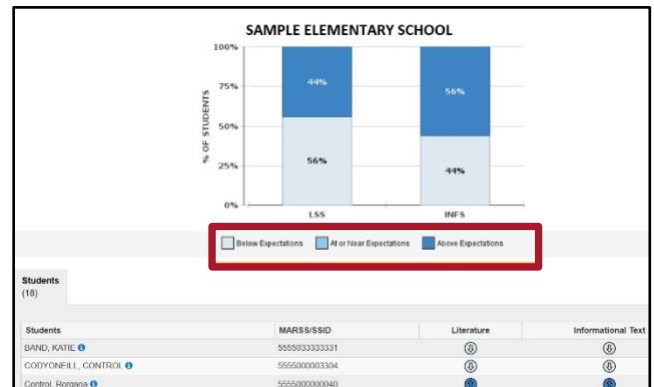 SAMPLE ELEMENTARY SCHOOL
100%
75%
50%
25%
0%
% OF STUDENTS
44%
56%
56%
44%
LSS
INFS
Below Expectations At or Near Expectations Above Expectations
Students
(18)
Students MARSS/SSID Literature Informational Text
BAND, KATIE 5555033333331
CODYONEILL, CONTROL 5555000003304
Control, Rorgana 5555000000040